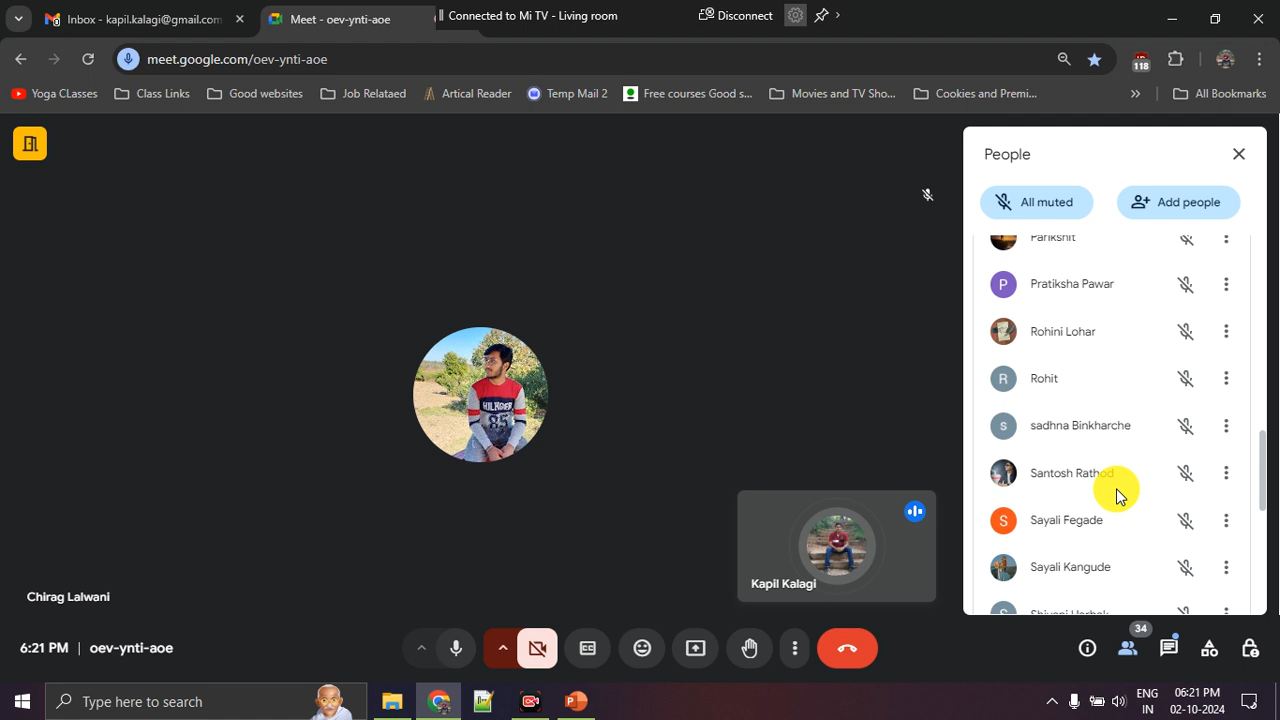 Inbox - kapil.kalagi@gmail.com
Meet - oev-ynti-aoe
Connected to Mi TV - Living room
Disconnect
meet.google.com/oev-ynti-aoe
118
Yoga CLasses
Class Links
Good websites
Job Relataed
Artical Reader
Temp Mail 2
Free courses Good s...
Movies and TV Sho...
Cookies and Premi...
All Bookmarks
People
All muted
Add people
Parikshit
P Pratiksha Pawar
Rohini Lohar
R Rohit
s sadhna Binkharche
Santosh Rathod
S Sayali Fegade
Sayali Kangude
Kapil Kalagi
Chirag Lalwani
6:21 PM | oev-ynti-aoe
34
Type here to search
ENG
IN
06:21 PM
02-10-2024